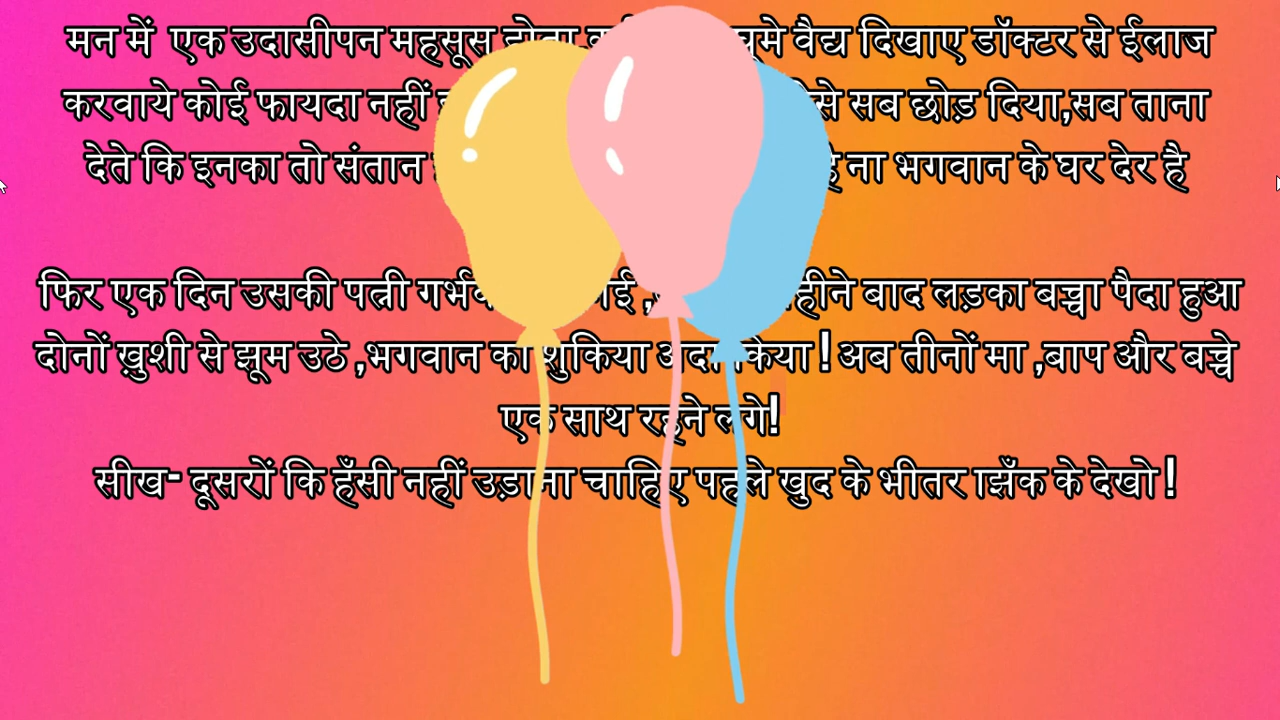 मन में एक उदासीपन महसूस वैद्य दिखाए डॉक्टर से ईलाज
करवाये कोई फायदा नहीं सब छोड़ दिया,सब ताना
देते कि इनका तो संतान ना भगवान के घर देर है
फिर एक दिन उसकी पत्नी बाद लड़का बच्चा पैदा हुआ
दोनों ख़ुशी से झूम उठे ,भगवान का शुकिया अदा किया ! अब तीनों मा ,बाप और बच्चे
एक साथ रहने लगे!
सीख- दूसरों कि हँसी नहीं उड़ाना चाहिए पहले खुद के भीतर झिँक के देखो !